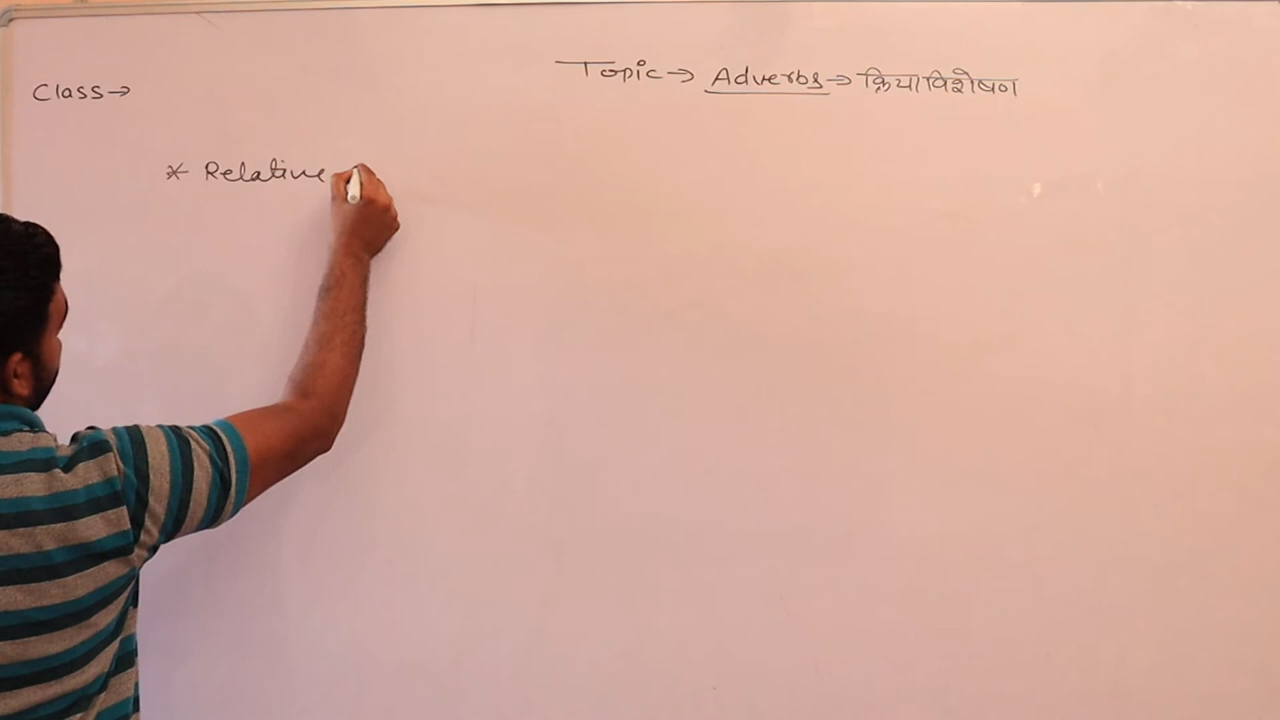 Topic → Adverbs → क्रियाविशेषण
Class →
* Relative